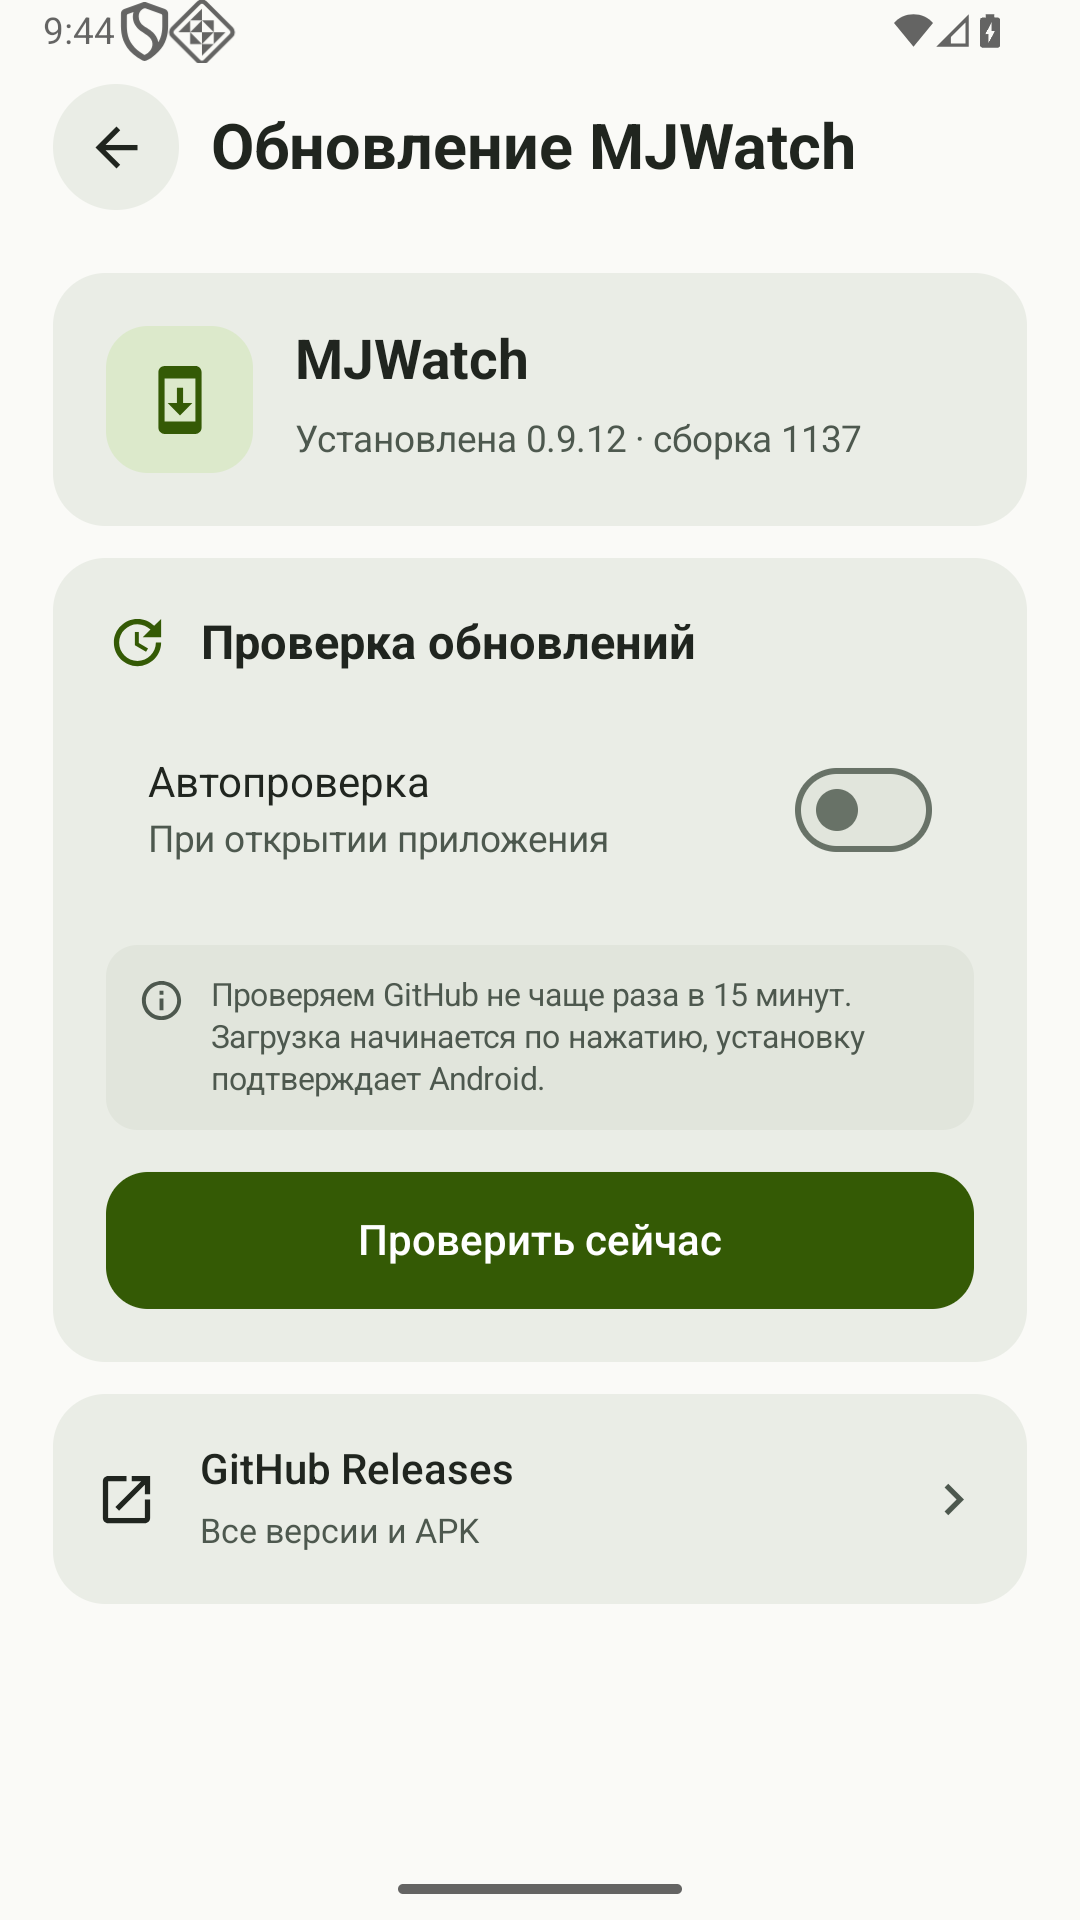 9:44
Обновление MJWatch
MJWatch
Установлена 0.9.12 · сборка 1137
Проверка обновлений
Автопроверка
При открытии приложения
Проверяем GitHub не чаще раза в 15 минут.
Загрузка начинается по нажатию, установку
подтверждает Android.
Проверить сейчас
GitHub Releases
Все версии и APK